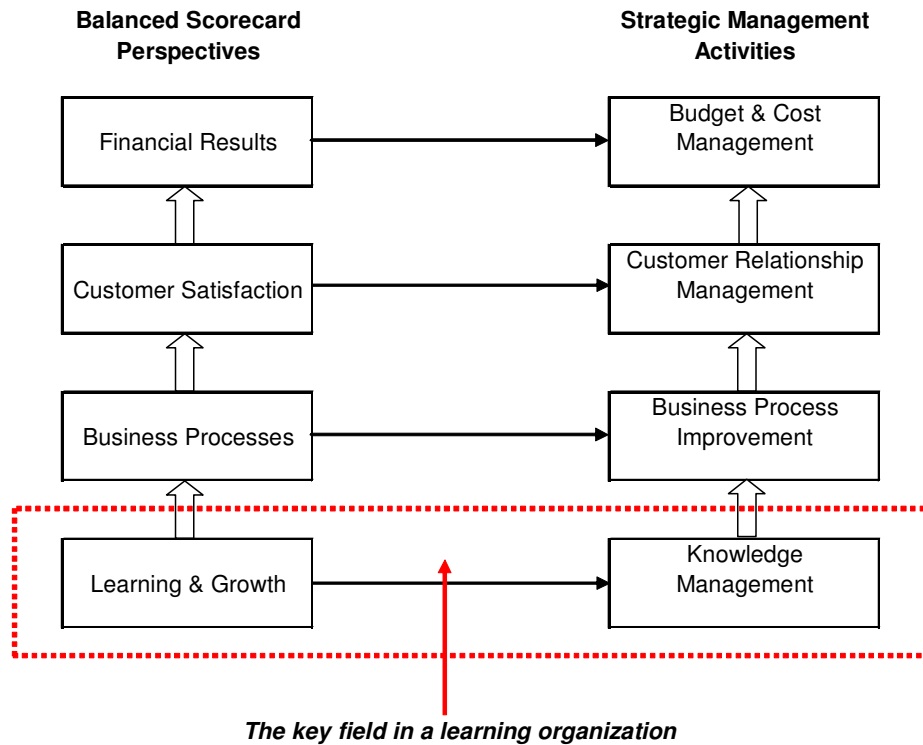 Balanced Scorecard
Perspectives
Strategic Management
Activities
Financial Results
Budget & Cost
Management
Customer Satisfaction
Customer Relationship
Management
Business Processes
Business Process
Improvement
Learning & Growth
Knowledge
Management
The key field in a learning organization